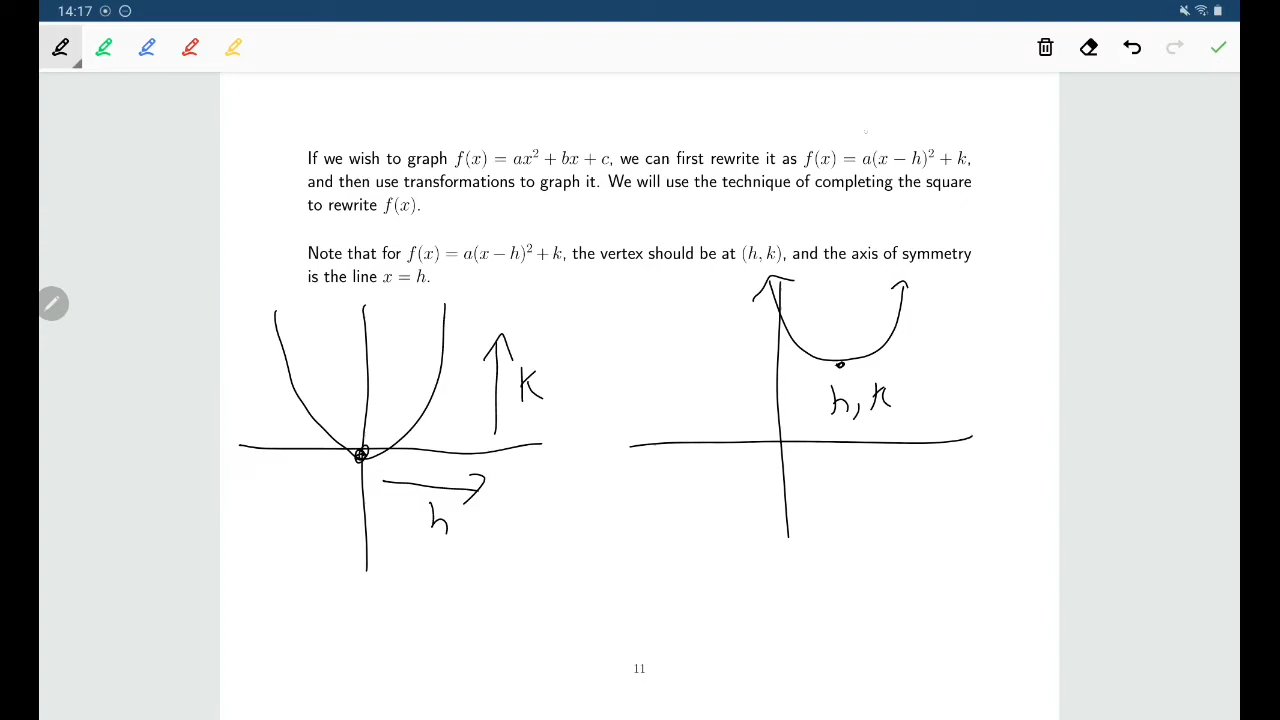 14:17
If we wish to graph f(x) = ax² + bx + c, we can first rewrite it as f(x) = a(x − h)² + k,
and then use transformations to graph it. We will use the technique of completing the square
to rewrite f(x).
Note that for f(x) = a(x − h)² + k, the vertex should be at (h, k), and the axis of symmetry
is the line x = h.
k
h, k
h
11